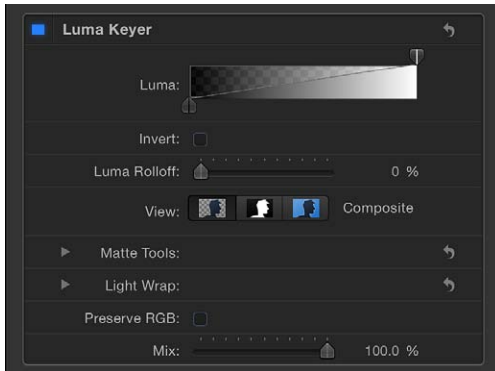 Luma Keyer
Luma:
Invert:
Luma Rolloff: 0 %
View: Composite
Matte Tools:
Light Wrap:
Preserve RGB:
Mix: 100.0 %